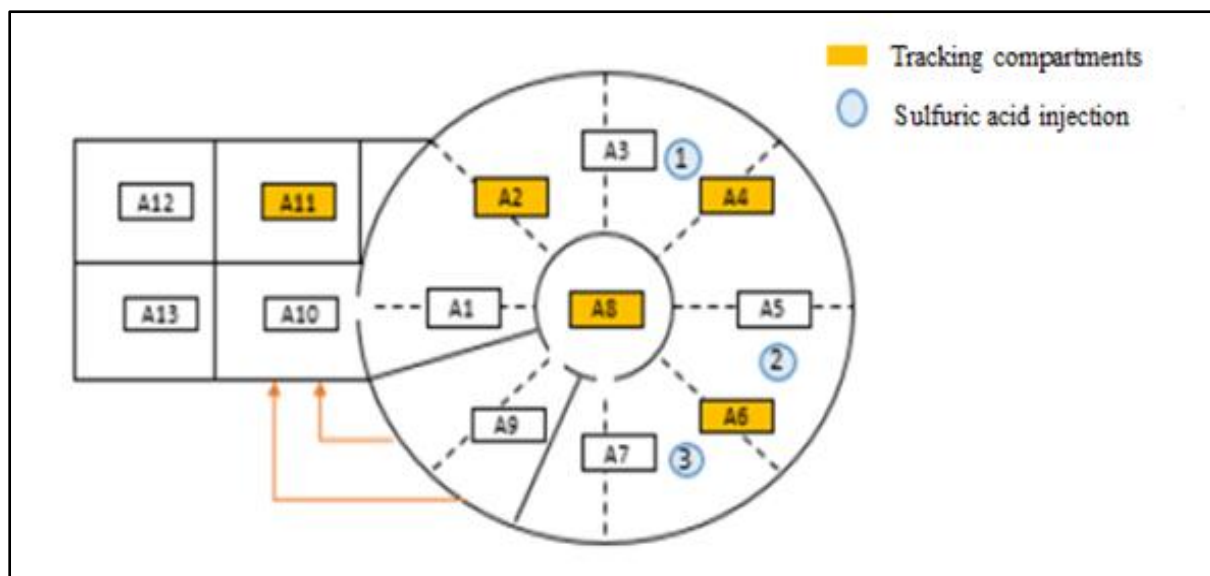 Tracking compartments
Sulfuric acid injection
A3
1
A12
A11
A2
A4
A13
A10
A1
A8
A5
2
A9
A7
3
A6